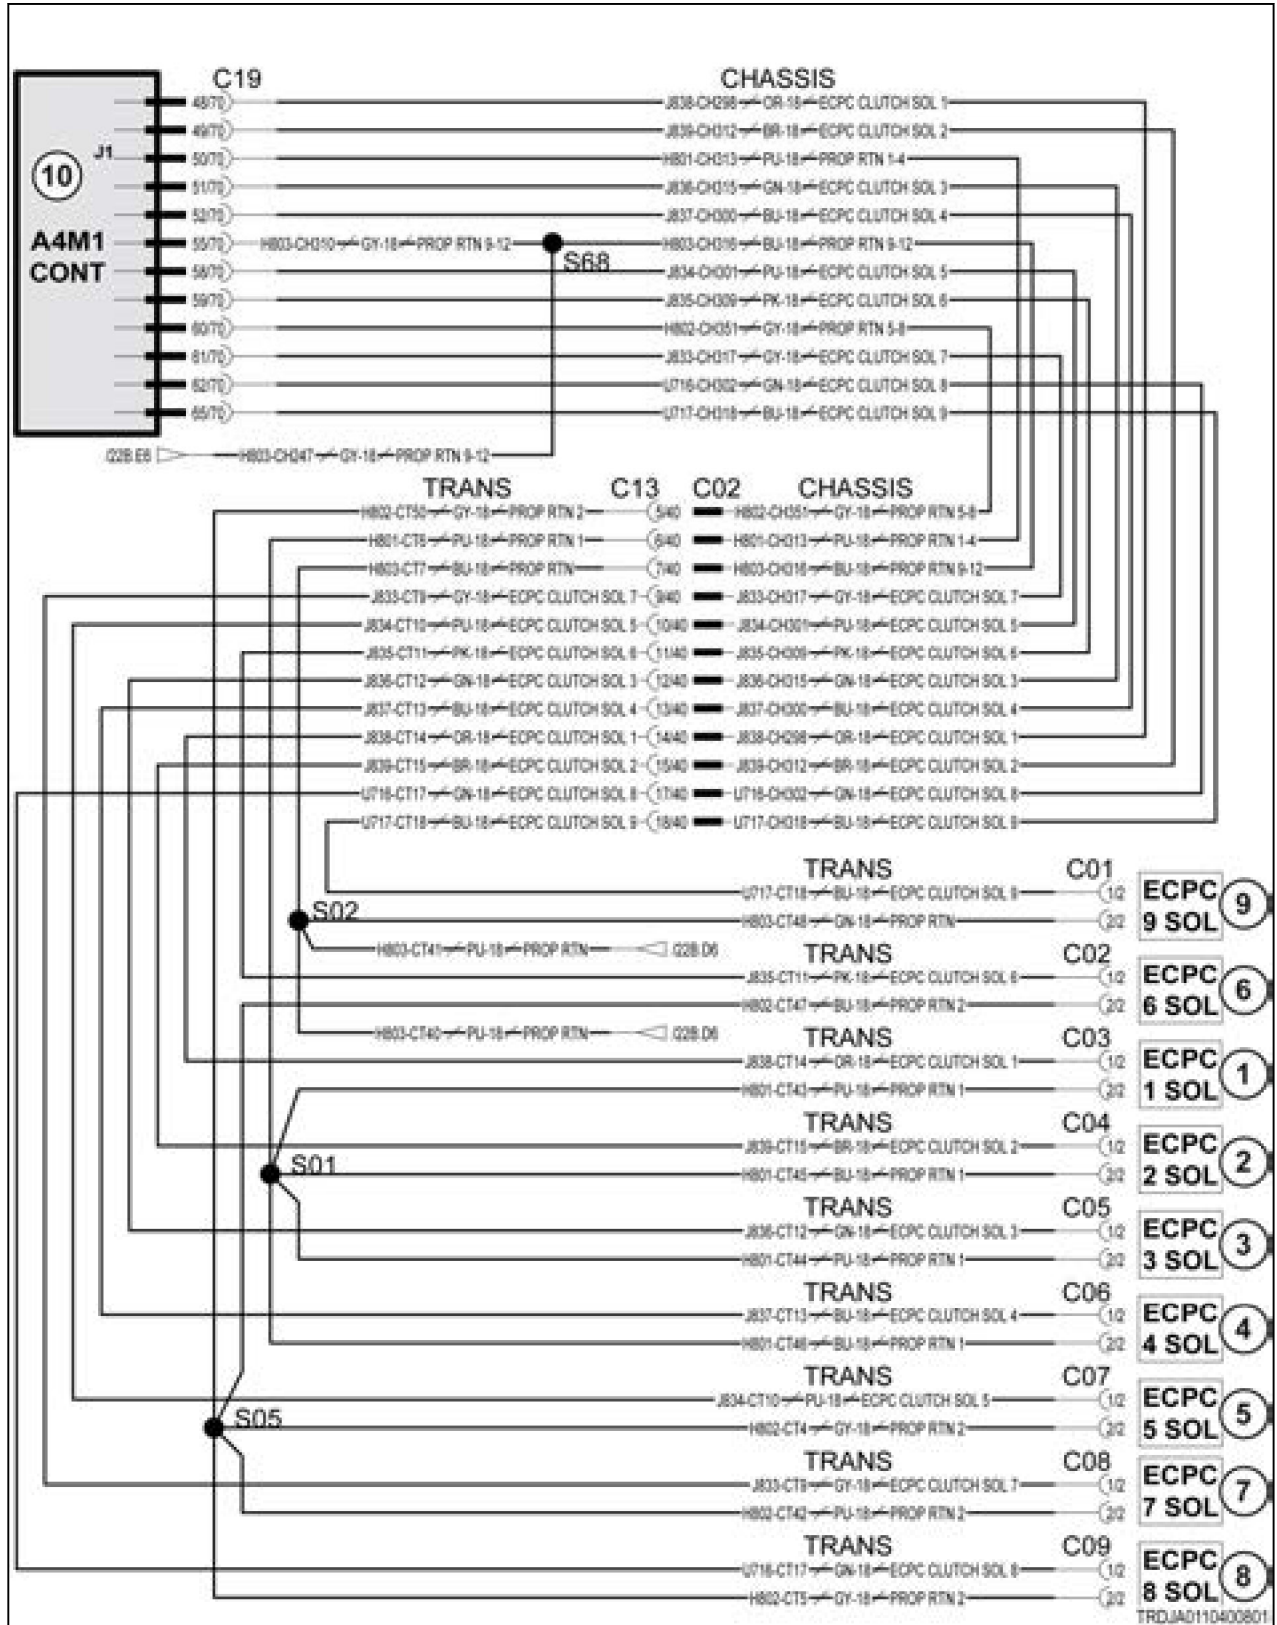 C19 CHASSIS
48/70 J838-CH298 OR-18 ECPC CLUTCH SOL 1
49/70 J839-CH312 BR-18 ECPC CLUTCH SOL 2
J1 50/70 H801-CH313 PU-18 PROP RTN 1-4
10
51/70 J836-CH315 GN-18 ECPC CLUTCH SOL 3
52/70 J837-CH300 BU-18 ECPC CLUTCH SOL 4
A4M1
CONT
55/70 H803-CH310 GY-18 PROP RTN 9-12 H803-CH316 BU-18 PROP RTN 9-12
S68
58/70 J834-CH301 PU-18 ECPC CLUTCH SOL 5
59/70 J835-CH309 PK-18 ECPC CLUTCH SOL 6
60/70 H802-CH351 GY-18 PROP RTN 5-8
61/70 J833-CH317 GY-18 ECPC CLUTCH SOL 7
62/70 U716-CH302 GN-18 ECPC CLUTCH SOL 8
65/70 U717-CH318 BU-18 ECPC CLUTCH SOL 9
/22B.E6 H803-CH247 GY-18 PROP RTN 9-12
TRANS C13 C02 CHASSIS
H802-CT50 GY-18 PROP RTN 2 5/40 H802-CH351 GY-18 PROP RTN 5-8
H801-CT6 PU-18 PROP RTN 1 6/40 H801-CH313 PU-18 PROP RTN 1-4
H803-CT7 BU-18 PROP RTN 7/40 H803-CH316 BU-18 PROP RTN 9-12
J833-CT9 GY-18 ECPC CLUTCH SOL 7 9/40 J833-CH317 GY-18 ECPC CLUTCH SOL 7
J834-CT10 PU-18 ECPC CLUTCH SOL 5 10/40 J834-CH301 PU-18 ECPC CLUTCH SOL 5
J835-CT11 PK-18 ECPC CLUTCH SOL 6 11/40 J835-CH309 PK-18 ECPC CLUTCH SOL 6
J836-CT12 GN-18 ECPC CLUTCH SOL 3 12/40 J836-CH315 GN-18 ECPC CLUTCH SOL 3
J837-CT13 BU-18 ECPC CLUTCH SOL 4 13/40 J837-CH300 BU-18 ECPC CLUTCH SOL 4
J838-CT14 OR-18 ECPC CLUTCH SOL 1 14/40 J838-CH298 OR-18 ECPC CLUTCH SOL 1
J839-CT15 BR-18 ECPC CLUTCH SOL 2 15/40 J839-CH312 BR-18 ECPC CLUTCH SOL 2
U716-CT17 GN-18 ECPC CLUTCH SOL 8 17/40 U716-CH302 GN-18 ECPC CLUTCH SOL 8
U717-CT18 BU-18 ECPC CLUTCH SOL 9 18/40 U717-CH318 BU-18 ECPC CLUTCH SOL 9
TRANS C01
U717-CT18 BU-18 ECPC CLUTCH SOL 9 1/2 ECPC 9
S02 H803-CT48 GN-18 PROP RTN 2/2 9 SOL
H803-CT41 PU-18 PROP RTN /22B.D6
TRANS C02
J835-CT11 PK-18 ECPC CLUTCH SOL 6 1/2 ECPC 6
H802-CT47 BU-18 PROP RTN 2 2/2 6 SOL
H803-CT40 PU-18 PROP RTN /22B.D6
TRANS C03
J838-CT14 OR-18 ECPC CLUTCH SOL 1 1/2 ECPC 1
H801-CT43 PU-18 PROP RTN 1 2/2 1 SOL
TRANS C04
J839-CT15 BR-18 ECPC CLUTCH SOL 2 1/2 ECPC 2
S01 H801-CT45 BU-18 PROP RTN 1 2/2 2 SOL
TRANS C05
J836-CT12 GN-18 ECPC CLUTCH SOL 3 1/2 ECPC 3
H801-CT44 PU-18 PROP RTN 1 2/2 3 SOL
TRANS C06
J837-CT13 BU-18 ECPC CLUTCH SOL 4 1/2 ECPC 4
H801-CT46 BU-18 PROP RTN 1 2/2 4 SOL
TRANS C07
J834-CT10 PU-18 ECPC CLUTCH SOL 5 1/2 ECPC 5
S05 H802-CT4 GY-18 PROP RTN 2 2/2 5 SOL
TRANS C08
J833-CT9 GY-18 ECPC CLUTCH SOL 7 1/2 ECPC 7
H802-CT42 PU-18 PROP RTN 2 2/2 7 SOL
TRANS C09
U716-CT17 GN-18 ECPC CLUTCH SOL 8 1/2 ECPC 8
H802-CT5 GY-18 PROP RTN 2 2/2 8 SOL
TRDJA0110400801